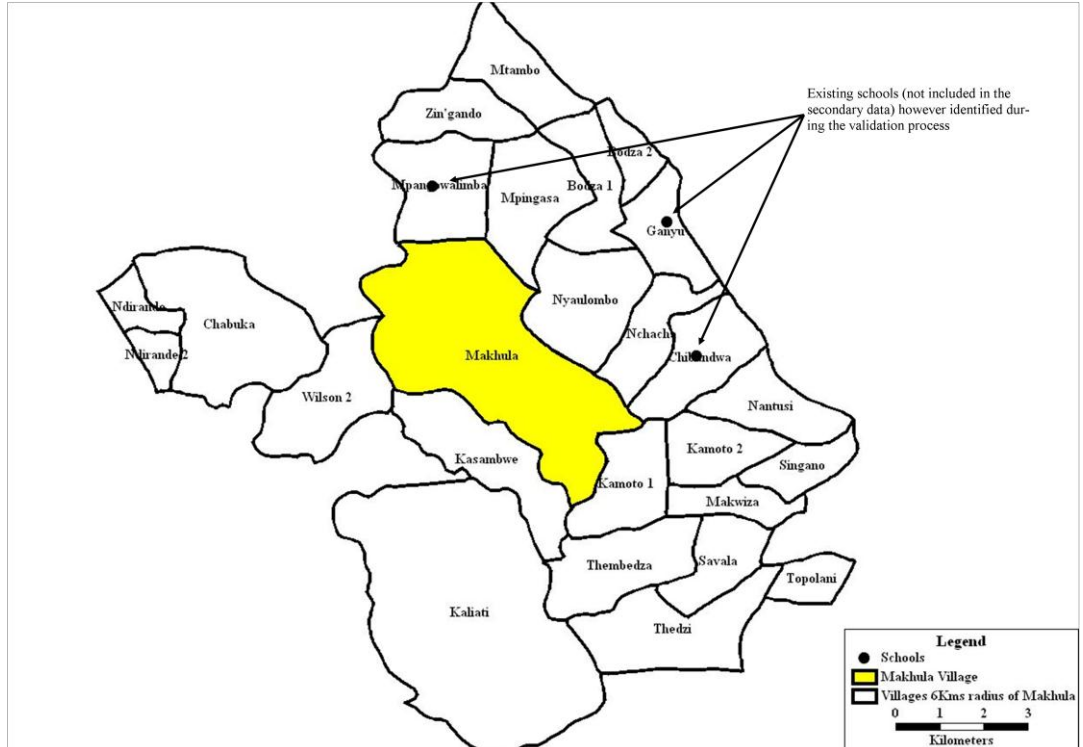 Mtambo
Existing schools (not included in the
secondary data) however identified dur-
ing the validation process
Zin'gando
Bodza 2
Bodza 1
Mpingasa
Ganyu
Nyaulombo
Ndirande
Chabuka
Nchacha
Ndirande 2
Makhula
Wilson 2
Nantusi
Kasambwe
Kamoto 2
Singano
Kamoto 1
Makwiza
Thembedza
Savala
Topolani
Kaliati
Thedzi
Legend
Schools
Makhula Village
Villages 6Kms radius of Makhula
0 1 2 3
Kilometers